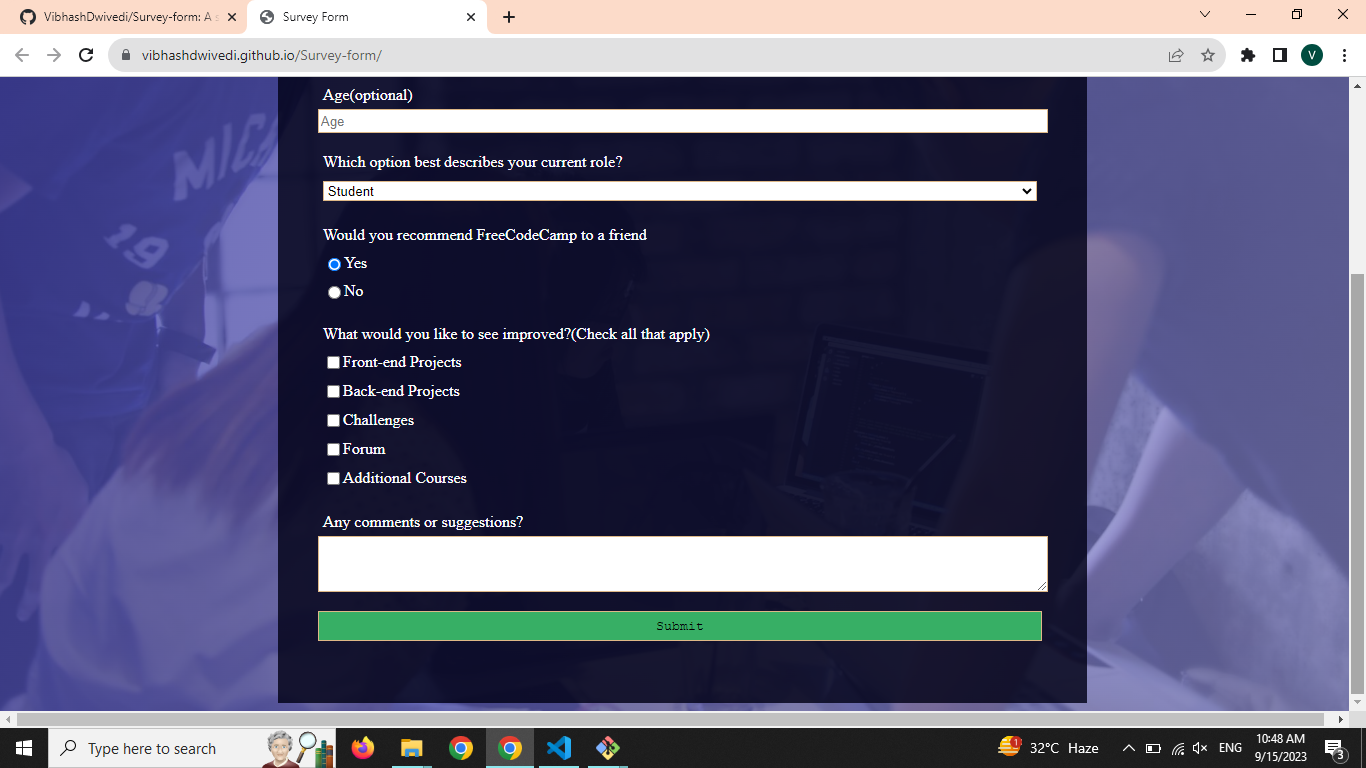 VibhashDwivedi/Survey-form: A s
Survey Form
vibhashdwivedi.github.io/Survey-form/
V
MICA
19
Age(optional)
Age
Which option best describes your current role?
Student
Would you recommend FreeCodeCamp to a friend
Yes
No
What would you like to see improved?(Check all that apply)
Front-end Projects
Back-end Projects
Challenges
Forum
Additional Courses
Any comments or suggestions?
Submit
Type here to search
1
32°C Haze
ENG
10:48 AM
9/15/2023
3